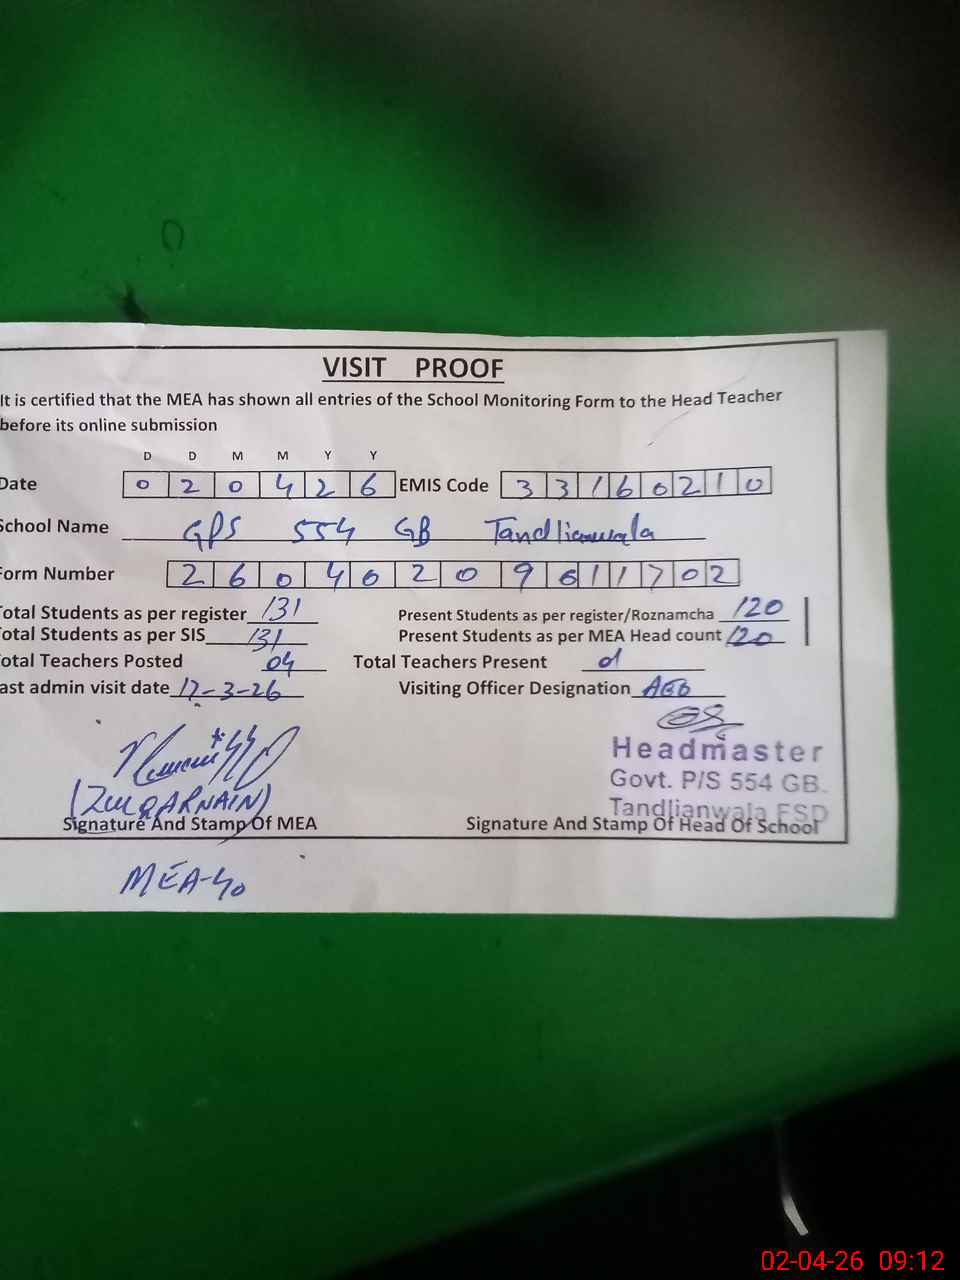 VISIT PROOF
It is certified that the MEA has shown all entries of the School Monitoring Form to the Head Teacher
before its online submission
D D M M Y Y
Date 0 2 0 4 2 6 EMIS Code 3 3 1 6 0 2 1 0
School Name GPS 554 GB Tandlianwala
Form Number 2 6 0 4 0 2 0 9 0 1 1 7 0 2
Total Students as per register 131 Present Students as per register/Roznamcha 120
Total Students as per SIS 131 Present Students as per MEA Head count 120
Total Teachers Posted 04 Total Teachers Present
Last admin visit date 17-3-26 Visiting Officer Designation AEO
Headmaster
Govt. P/S 554 GB.
Tandlianwala FSD
(ZULQARNAIN)
Signature And Stamp Of MEA Signature And Stamp Of Head Of School
MEA-40
02-04-26 09:12